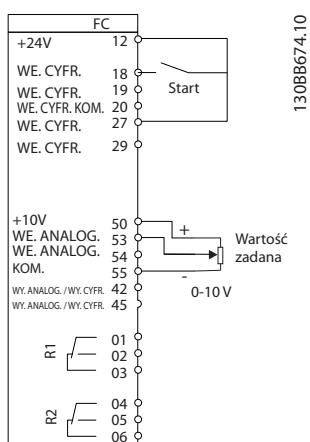 FC
+24V 12
WE. CYFR. 18
WE. CYFR. 19
WE. CYFR. KOM. 20
WE. CYFR. 27
WE. CYFR. 29
Start
+10V 50
WE. ANALOG. 53
WE. ANALOG. 54
KOM. 55
WY. ANALOG. / WY. CYFR. 42
WY. ANALOG. / WY. CYFR. 45
+
-
Wartość
zadana
0-10 V
R1
01
02
03
R2
04
05
06
130BB674.10